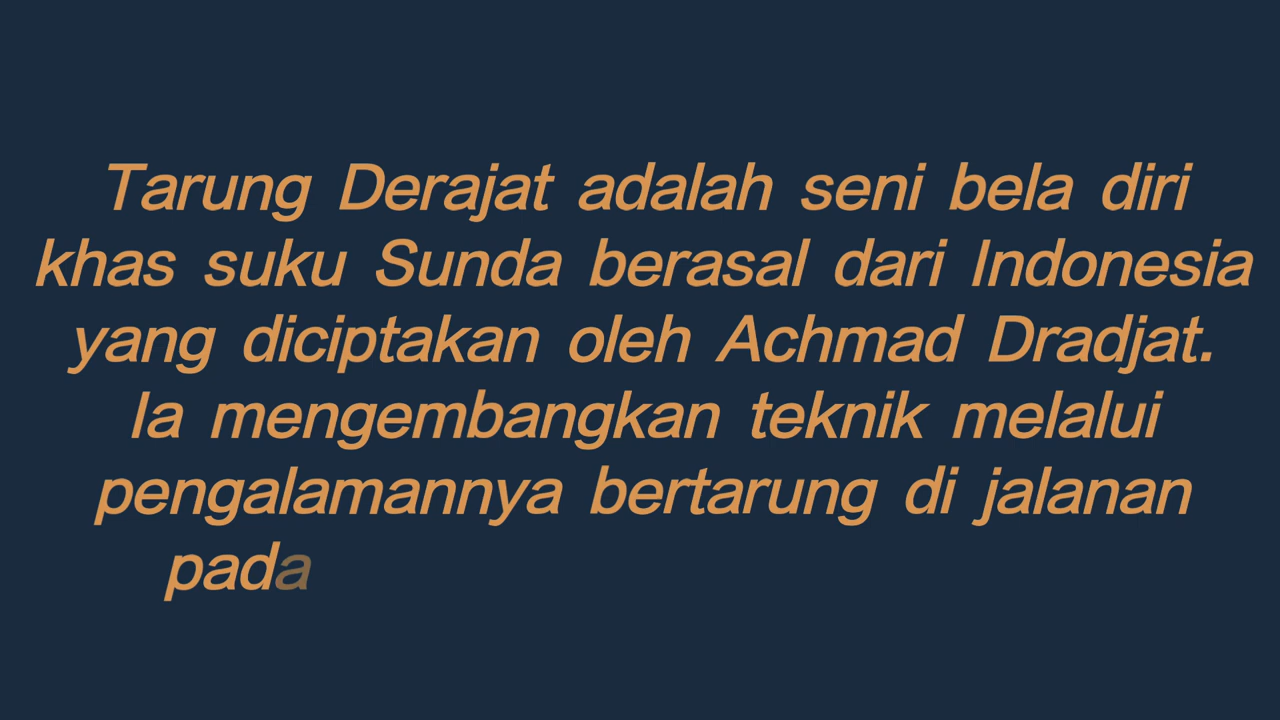 Tarung Derajat adalah seni bela diri
khas suku Sunda berasal dari Indonesia
yang diciptakan oleh Achmad Dradjat.
Ia mengembangkan teknik melalui
pengalamannya bertarung di jalanan
pada